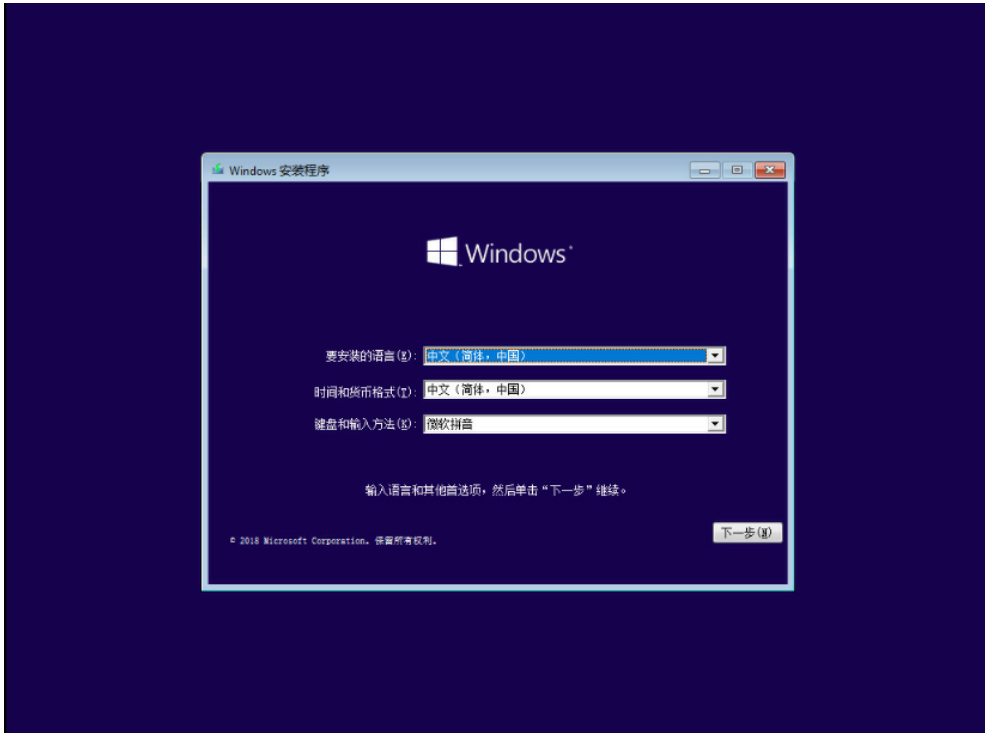 Windows 安装程序
Windows
要安装的语言(E): 中文(简体，中国)
时间和货币格式(T): 中文(简体，中国)
键盘和输入方法(K): 微软拼音
输入语言和其他首选项，然后单击“下一步”继续。
© 2018 Microsoft Corporation。保留所有权利。
下一步(N)